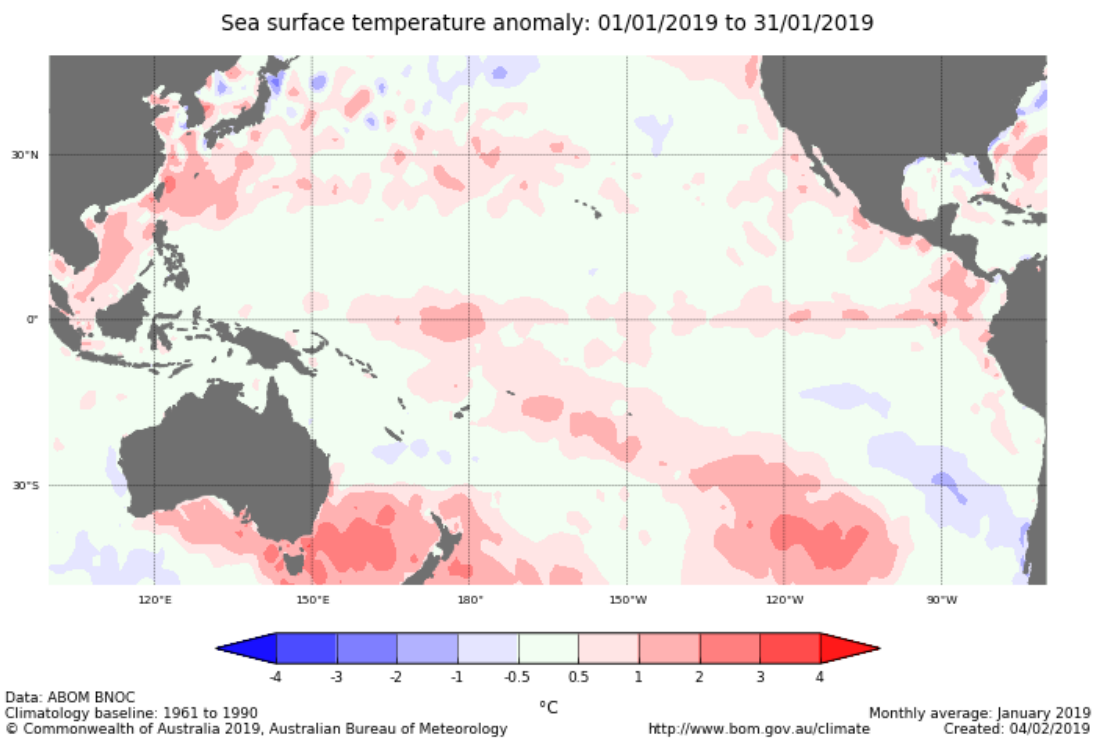 Sea surface temperature anomaly: 01/01/2019 to 31/01/2019
30°N
0°
30°S
120°E 150°E 180° 150°W 120°W 90°W
-4 -3 -2 -1 -0.5 0.5 1 2 3 4
°C
Data: ABOM BNOC
Climatology baseline: 1961 to 1990
Monthly average: January 2019
© Commonwealth of Australia 2019, Australian Bureau of Meteorology
http://www.bom.gov.au/climate
Created: 04/02/2019